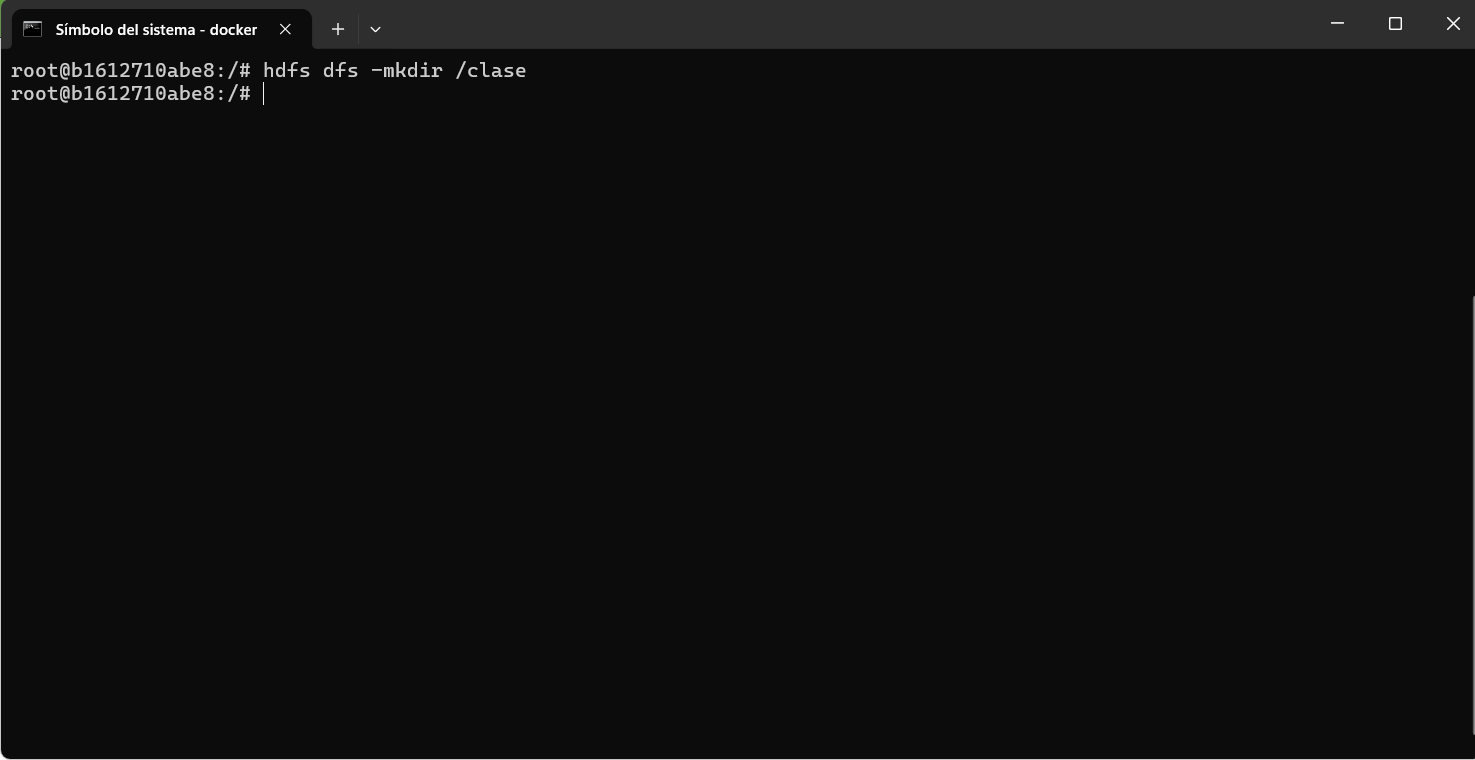 Símbolo del sistema - docker
root@b1612710abe8:/# hdfs dfs -mkdir /clase
root@b1612710abe8:/#